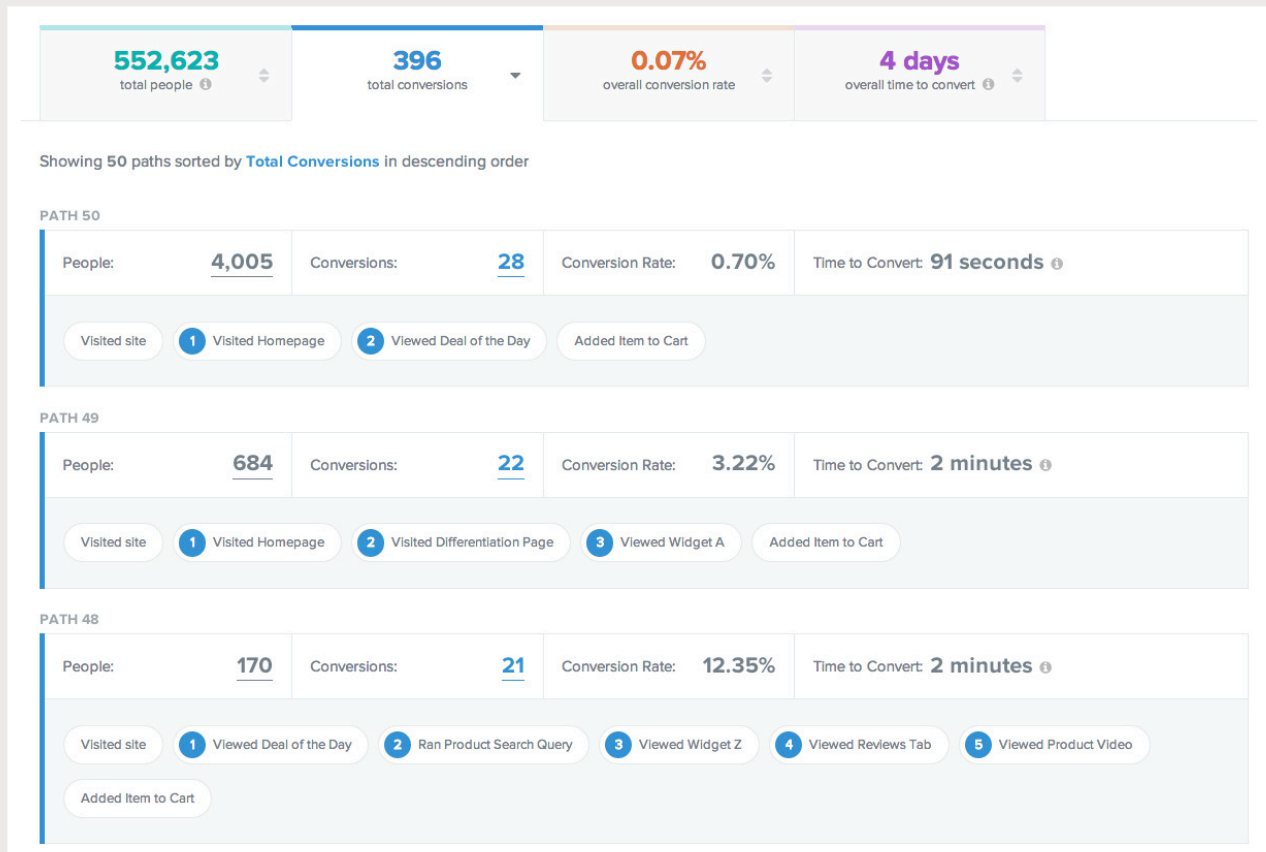 552,623
total people
396
total conversions
0.07%
overall conversion rate
4 days
overall time to convert
Showing 50 paths sorted by Total Conversions in descending order
PATH 50
People: 4,005 Conversions: 28 Conversion Rate: 0.70% Time to Convert: 91 seconds
Visited site 1 Visited Homepage 2 Viewed Deal of the Day Added Item to Cart
PATH 49
People: 684 Conversions: 22 Conversion Rate: 3.22% Time to Convert: 2 minutes
Visited site 1 Visited Homepage 2 Visited Differentiation Page 3 Viewed Widget A Added Item to Cart
PATH 48
People: 170 Conversions: 21 Conversion Rate: 12.35% Time to Convert: 2 minutes
Visited site 1 Viewed Deal of the Day 2 Ran Product Search Query 3 Viewed Widget Z 4 Viewed Reviews Tab 5 Viewed Product Video
Added Item to Cart